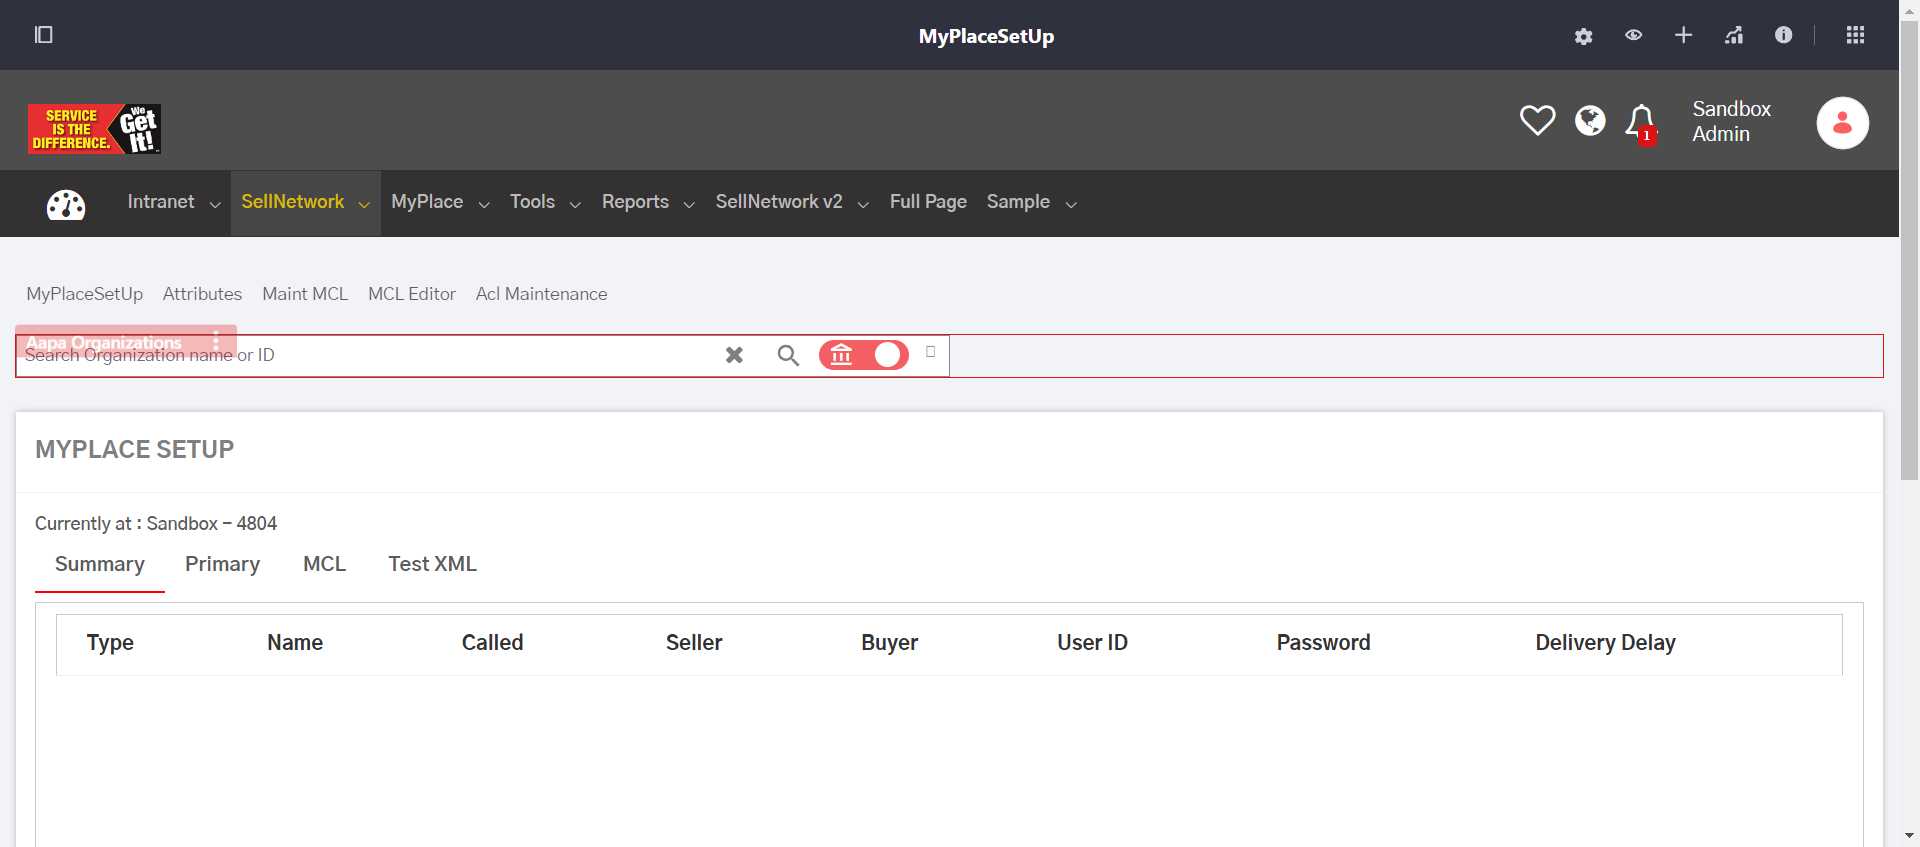 MyPlaceSetUp
SERVICE
IS THE
DIFFERENCE.
We
Get
It!
1
Sandbox
Admin
Intranet SellNetwork MyPlace Tools Reports SellNetwork v2 Full Page Sample
MyPlaceSetUp Attributes Maint MCL MCL Editor Acl Maintenance
Aapa Organizations
Search Organization name or ID
MYPLACE SETUP
Currently at : Sandbox - 4804
Summary Primary MCL Test XML
Type Name Called Seller Buyer User ID Password Delivery Delay